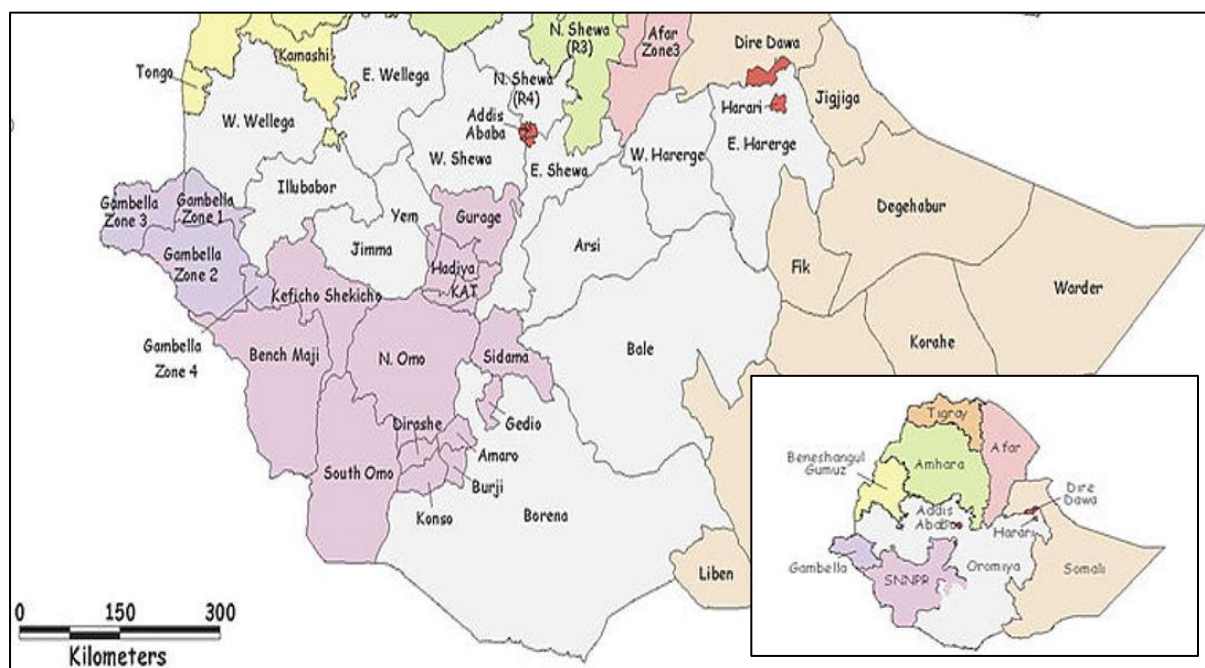 N. Shewa
(R3)
Afar
Zone3
Dire Dawa
Kamashi
Tongo
E. Wellega
N. Shewa
(R4)
Harari
Jigjiga
W. Wellega
Addis
Ababa
W. Shewa
E. Shewa
W. Harerge
E. Harerge
Illubabor
Gambella
Zone 3
Gambella
Zone 1
Yem
Gurage
Degehabur
Gambella
Zone 2
Jimma
Hadiya
Arsi
Fik
Keficho Shekicho
KAT
Warder
Gambella
Zone 4
Bench Maji
N. Omo
Sidama
Bale
Korahe
Gedio
Dirashe
Amaro
South Omo
Burji
Konso
Borena
Liben
0
150
300
Kilometers
Tigray
Afar
Beneshangul
Gumuz
Amhara
Dire
Dawa
Addis
Ababa
Harari
Gambella
SNNPR
Oromiya
Somali